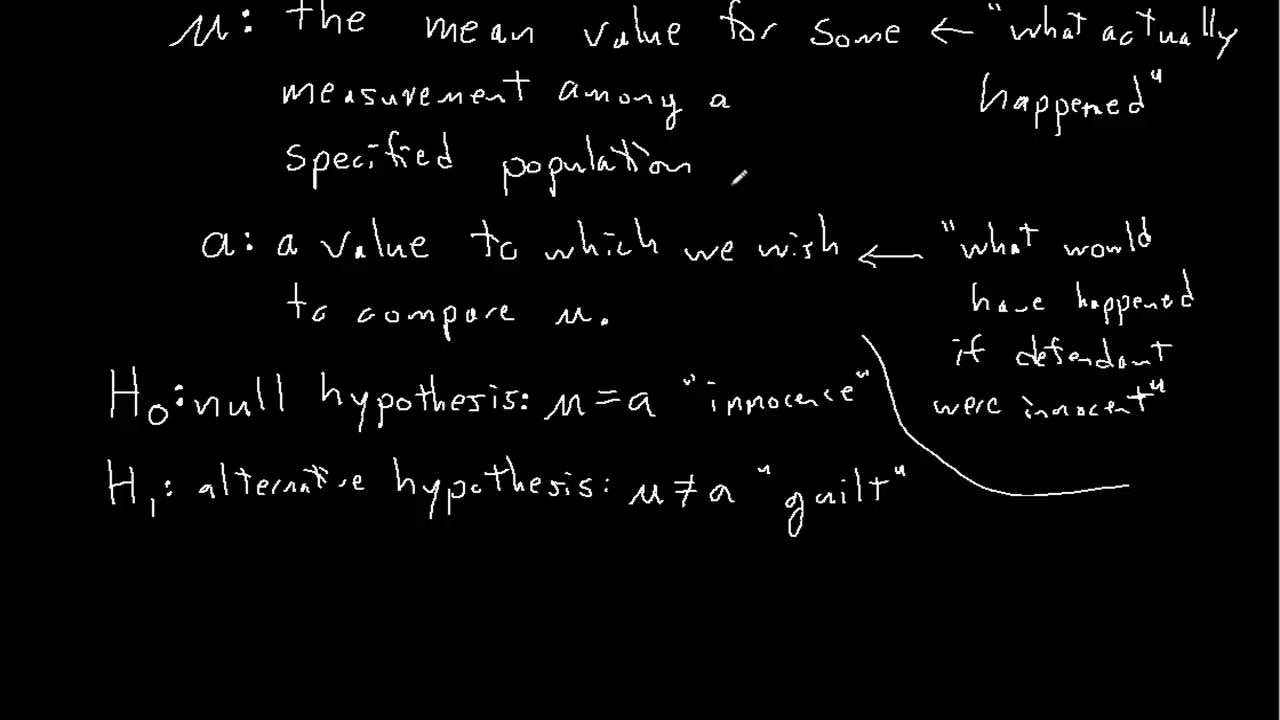 μ: the mean value for some ← "what actually
measurement among a happened"
specified population
a: a value to which we wish ← "what would
to compare μ. have happened
if defendant
H₀: null hypothesis: μ = a "innocence" were innocent"
H₁: alternative hypothesis: μ ≠ a "guilt"